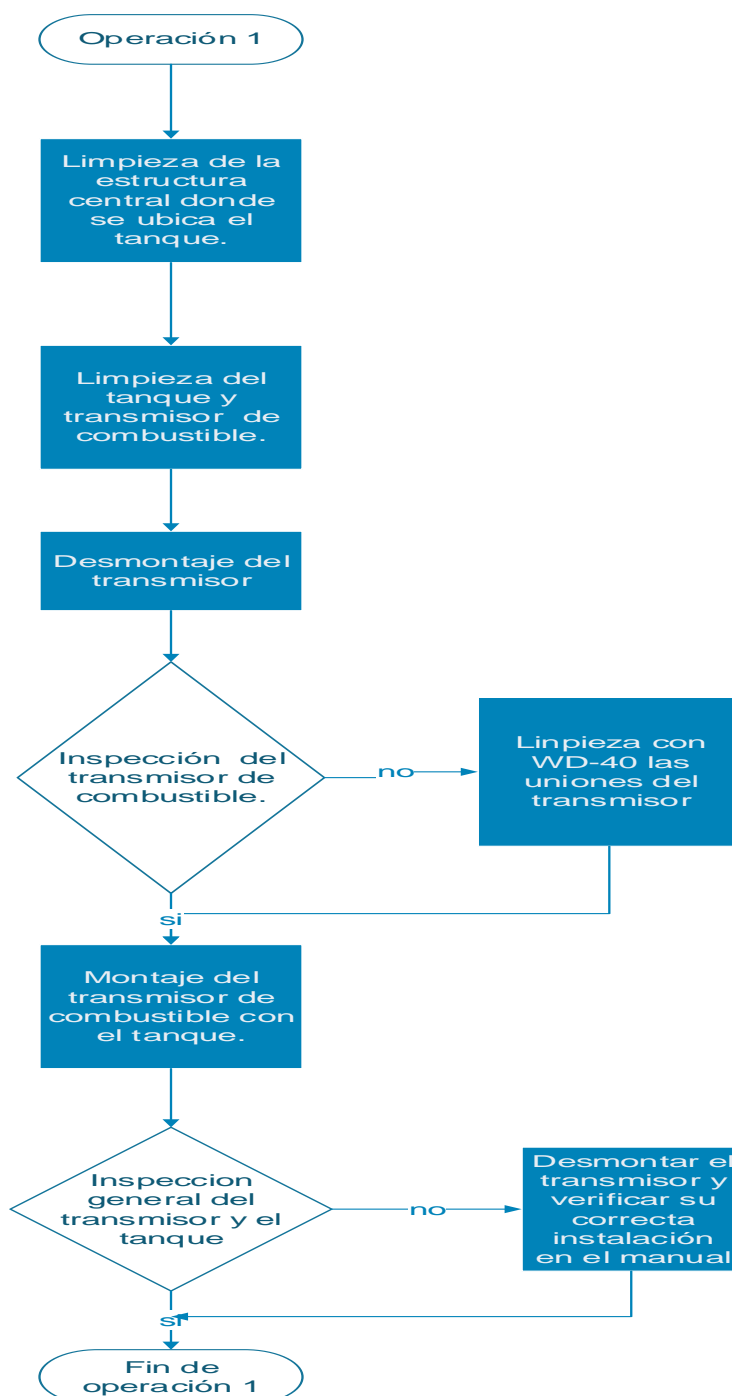 Operación 1
Limpieza de la
estructura
central donde
se ubica el
tanque.
Limpieza del
tanque y
transmisor de
combustible.
Desmontaje del
transmisor
Inspección del
transmisor de
combustible.
no
Linpieza con
WD-40 las
uniones del
transmisor
si
Montaje del
transmisor de
combustible con
el tanque.
Inspeccion
general del
transmisor y el
tanque
no
Desmontar el
transmisor y
verificar su
correcta
instalación
en el manual
si
Fin de
operación 1